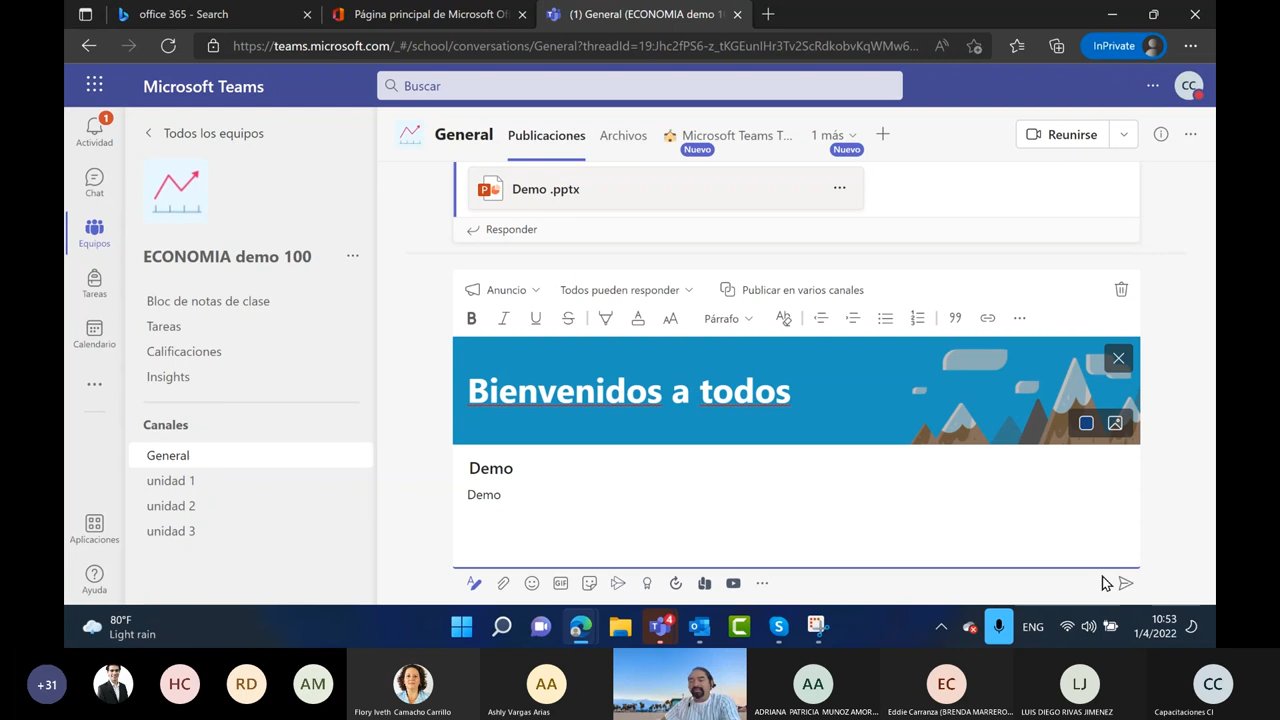 office 365 - Search
Página principal de Microsoft Of
(1) General (ECONOMIA demo 1
https://teams.microsoft.com/_#/school/conversations/General?threadId=19:Jhc2fPS6-z_tKGEunIHr3Tv2ScRdkobvKqWMw6...
InPrivate
Microsoft Teams
Buscar
CC
1
Actividad
Chat
Equipos
Tareas
Calendario
Aplicaciones
Ayuda
Todos los equipos
ECONOMIA demo 100
Bloc de notas de clase
Tareas
Calificaciones
Insights
Canales
General
unidad 1
unidad 2
unidad 3
General
Publicaciones
Archivos
Microsoft Teams T...
Nuevo
1 más
Nuevo
Reunirse
Demo .pptx
Responder
Anuncio
Todos pueden responder
Publicar en varios canales
Párrafo
Bienvenidos a todos
Demo
Demo
GIF
80°F
Light rain
4
ENG
10:53
1/4/2022
+31
HC
RD
AM
Flory Iveth Camacho Carrillo
AA
Ashly Vargas Arias
AA
ADRIANA PATRICIA MUNOZ AMOR...
EC
Eddie Carranza (BRENDA MARRERO...
LJ
LUIS DIEGO RIVAS JIMENEZ
CC
Capacitaciones CI